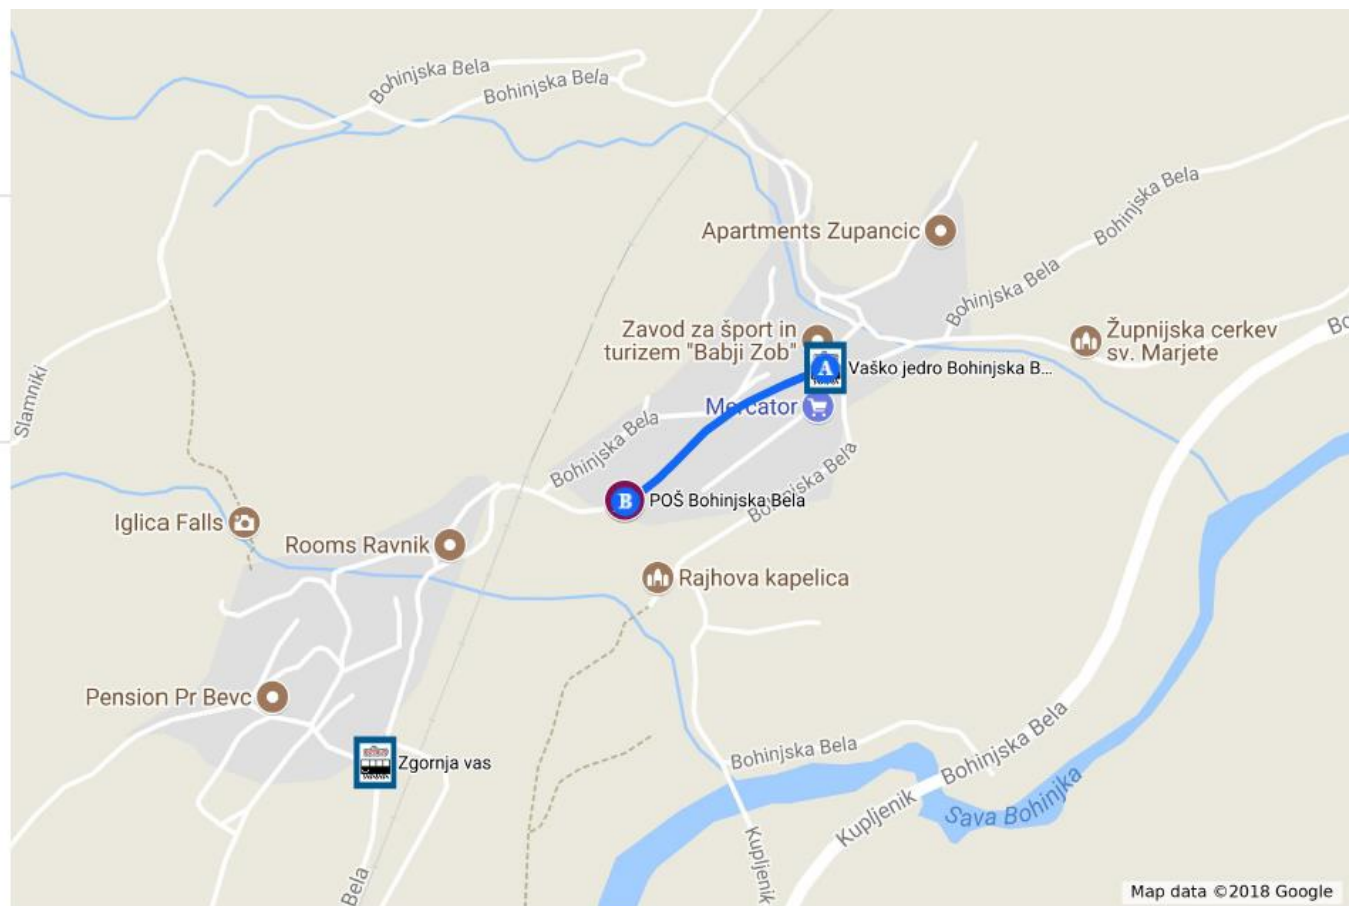 Bohinjska Bela
Bohinjska Bela
Bohinjska Bela
Apartments Zupancic
Bohinjska Bela
Zavod za šport in
turizem "Babji Zob"
Županijska cerkev
sv. Marjete
Bo
Vaško jedro Bohinjska B...
Mercator
Slamniki
Bohinjska Bela
Bohinjska Bela
POŠ Bohinjska Bela
Iglica Falls
Rooms Ravnik
Rajhova kapelica
Pension Pr Bevc
Bohinjska Bela
Bohinjska Bela
Zgornja vas
Sava Bohinjka
Kupljenik
Kupljenik
Bela
A
B
Map data ©2018 Google